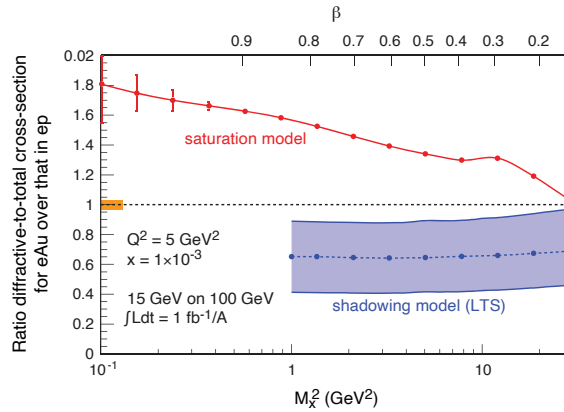 β
0.9 0.8 0.7 0.6 0.5 0.4 0.3 0.2
0.02
1.8
1.6
1.4
1.2
1
0.8
0.6
0.4
0.2
0
Ratio diffractive-to-total cross-section
for eAu over that in ep
saturation model
Q² = 5 GeV²
x = 1×10⁻³
15 GeV on 100 GeV
∫Ldt = 1 fb⁻¹/A
shadowing model (LTS)
10⁻¹ 1 10
Mₓ² (GeV²)